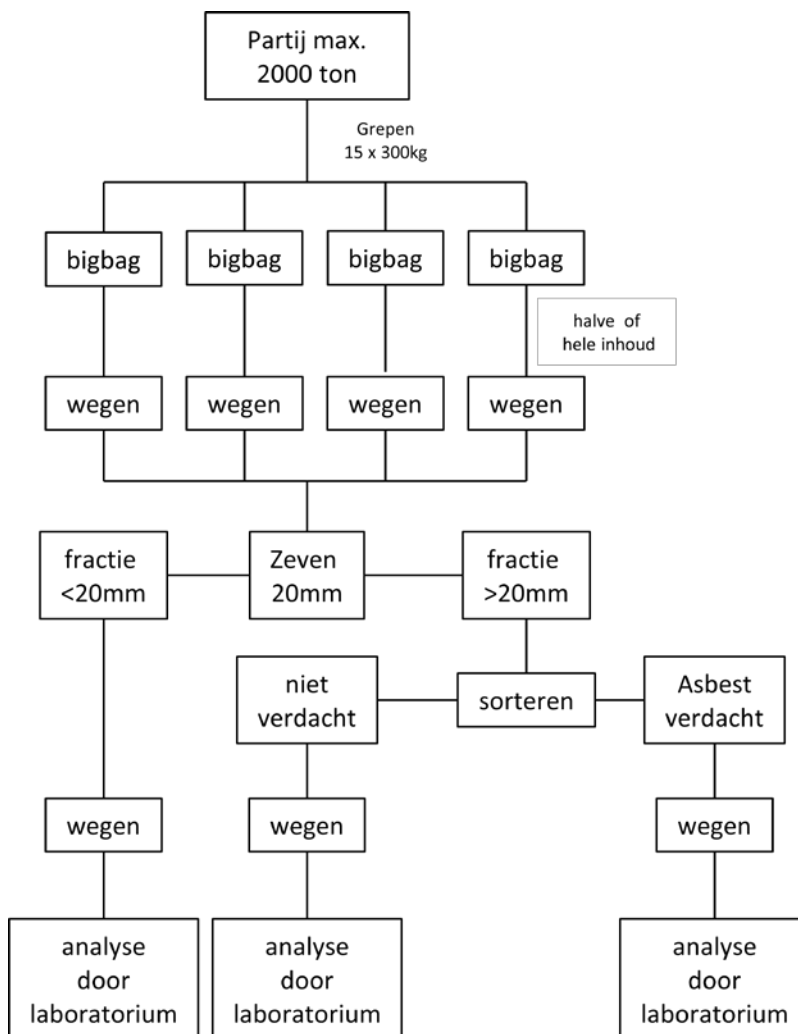 Partij max.
2000 ton
Grepen
15 x 300kg
bigbag
bigbag
bigbag
bigbag
halve of
hele inhoud
wegen
wegen
wegen
wegen
fractie
<20mm
Zeven
20mm
fractie
>20mm
niet
verdacht
sorteren
Asbest
verdacht
wegen
wegen
wegen
analyse
door
laboratorium
analyse
door
laboratorium
analyse
door
laboratorium